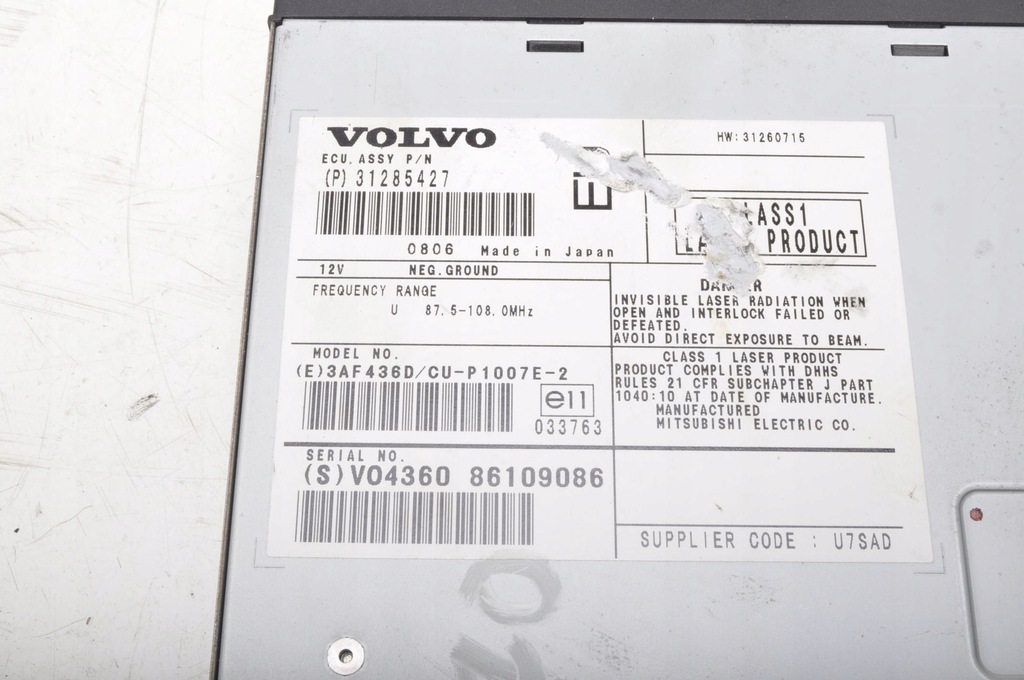 VOLVO
ECU. ASSY P/N
(P) 31285427
0806 Made in Japan
HW: 31260715
PRODUCT
12V NEG. GROUND
FREQUENCY RANGE
U 87.5-108.0MHz
INVISIBLE LASER RADIATION WHEN
OPEN AND INTERLOCK FAILED OR
DEFEATED.
AVOID DIRECT EXPOSURE TO BEAM.
MODEL NO.
(E)3AF436D/CU-P1007E-2
e11
033763
CLASS 1 LASER PRODUCT
PRODUCT COMPLIES WITH DHHS
RULES 21 CFR SUBCHAPTER J PART
1040:10 AT DATE OF MANUFACTURE.
MANUFACTURED
MITSUBISHI ELECTRIC CO.
SERIAL NO.
(S)VO4360 86109086
SUPPLIER CODE : U7SAD